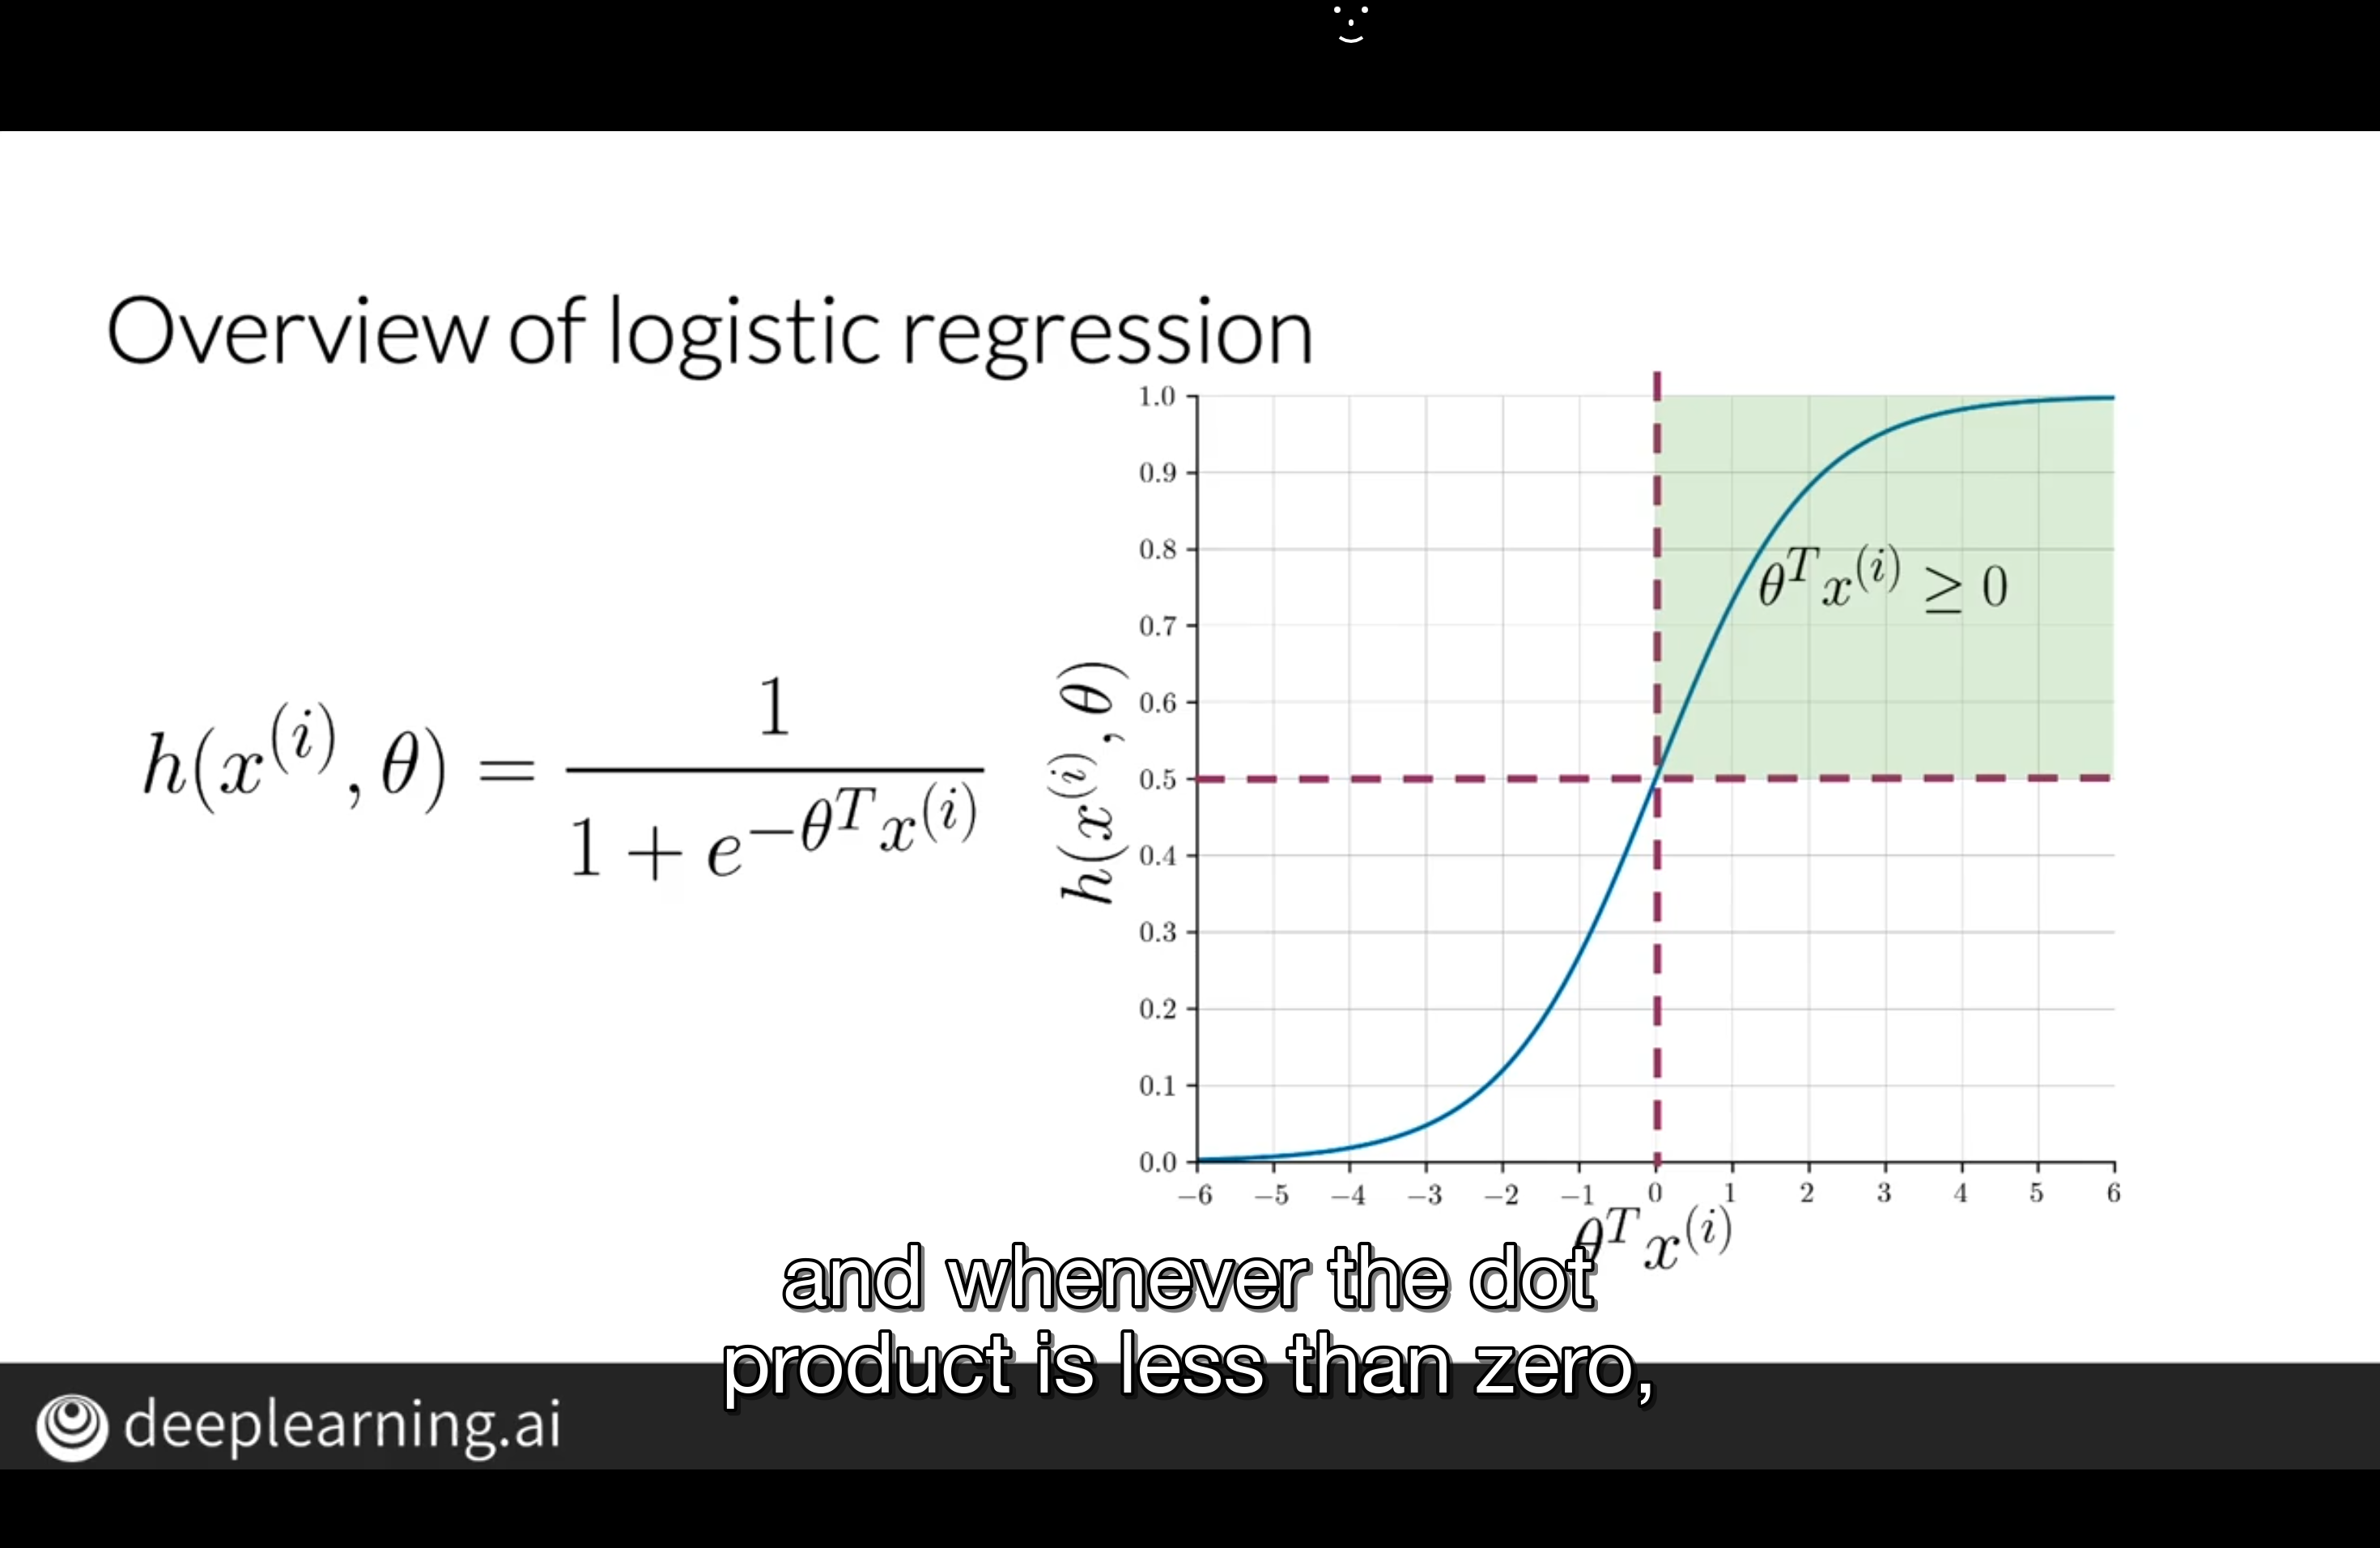 Overview of logistic regression
h(x^(i), θ) = 1 / (1 + e^(−θ^T x^(i)))
h(x^(i), θ)
1.0
0.9
0.8
0.7
0.6
0.5
0.4
0.3
0.2
0.1
0.0
θ^T x^(i) ≥ 0
−6 −5 −4 −3 −2 −1 0 1 2 3 4 5 6
θ^T x^(i)
and whenever the dot
product is less than zero,
deeplearning.ai